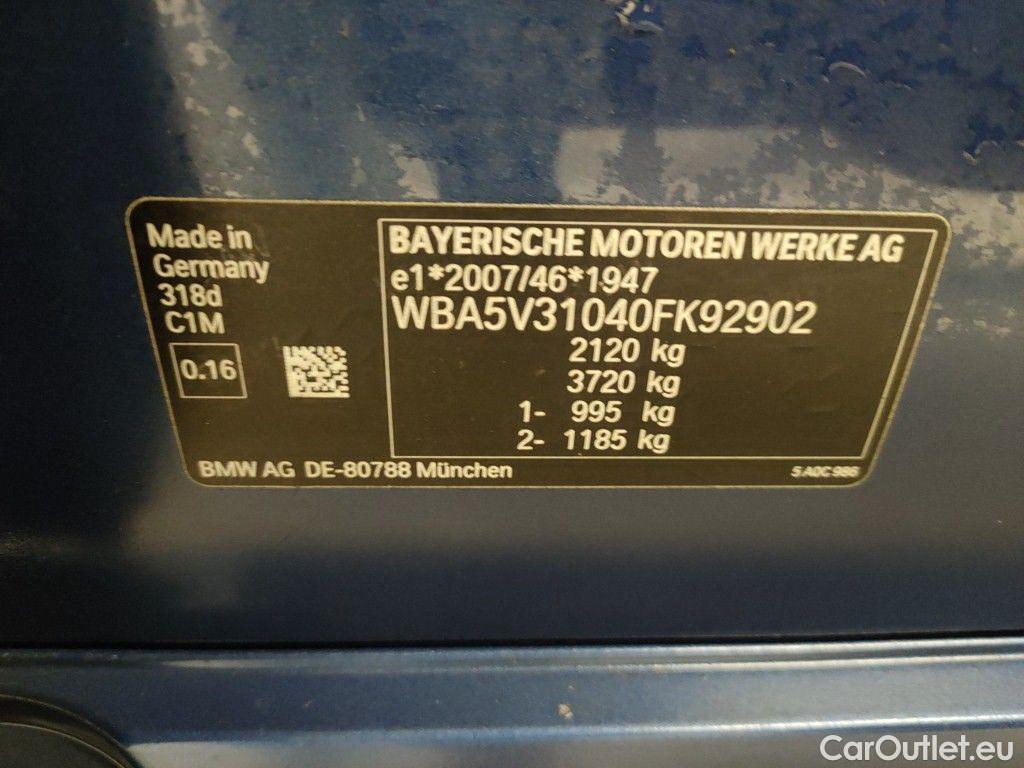 Made in
Germany
318d
C1M
0.16
BAYERISCHE MOTOREN WERKE AG
e1*2007/46*1947
WBA5V31040FK92902
2120 kg
3720 kg
1- 995 kg
2- 1185 kg
BMW AG DE-80788 München
5 A0C 986
CarOutlet.eu